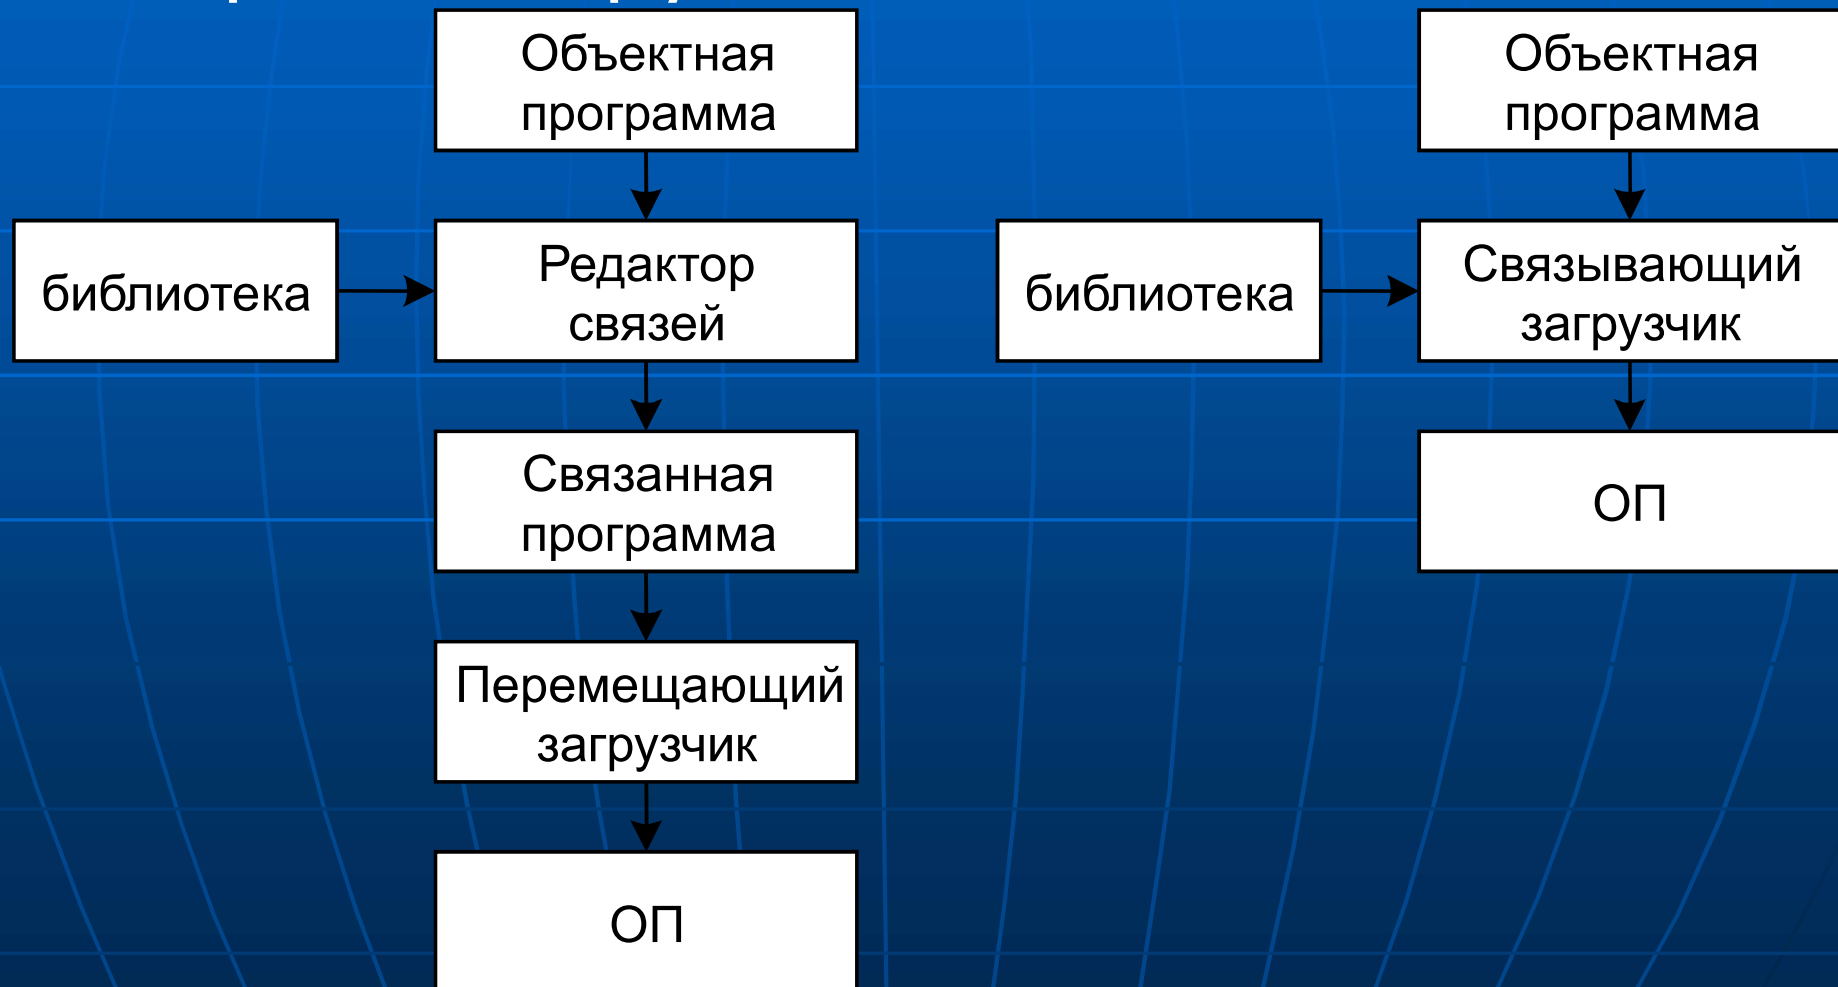 Объектная
программа
библиотека
Редактор
связей
Связанная
программа
Перемещающий
загрузчик
ОП
Объектная
программа
библиотека
Связывающий
загрузчик
ОП